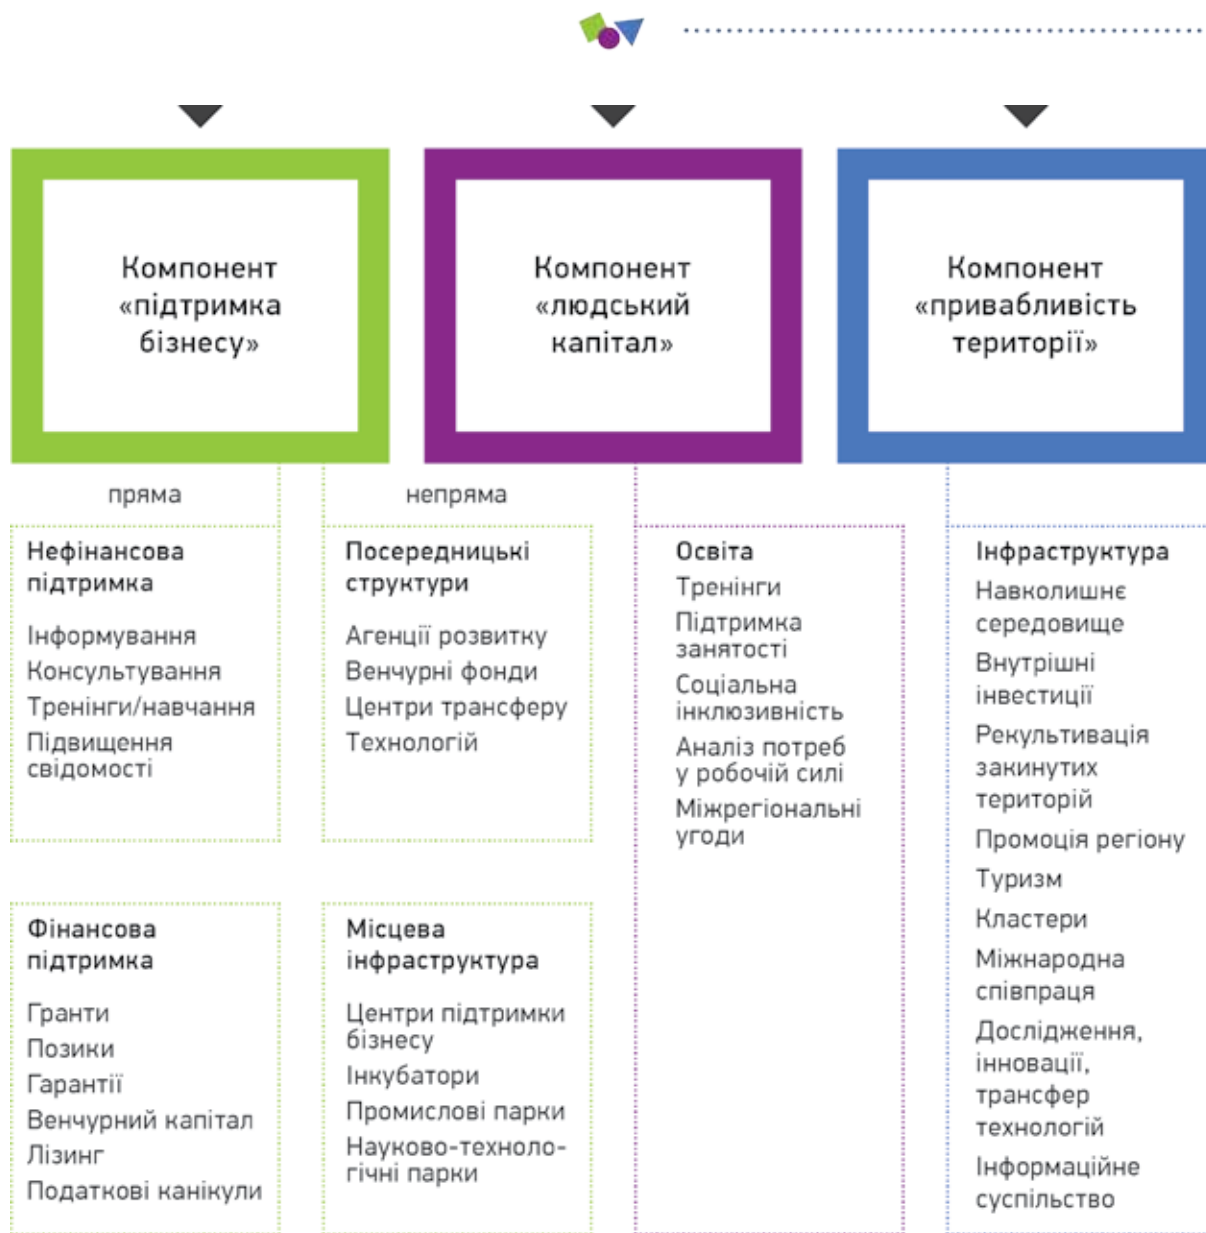 Компонент
«підтримка
бізнесу»
Компонент
«людський
капітал»
Компонент
«привабливість
території»
пряма
непряма
Нефінансова
підтримка
Інформування
Консультування
Тренінги/навчання
Підвищення
свідомості
Посередницькі
структури
Агенції розвитку
Венчурні фонди
Центри трансферу
Технологій
Освіта
Тренінги
Підтримка
занятості
Соціальна
інклюзивність
Аналіз потреб
у робочій силі
Міжрегіональні
угоди
Інфраструктура
Навколишнє
середовище
Внутрішні
інвестиції
Рекультивація
закинутих
територій
Промоція регіону
Туризм
Кластери
Міжнародна
співпраця
Дослідження,
інновації,
трансфер
технологій
Інформаційне
суспільство
Фінансова
підтримка
Гранти
Позики
Гарантії
Венчурний капітал
Лізинг
Податкові канікули
Місцева
інфраструктура
Центри підтримки
бізнесу
Інкубатори
Промислові парки
Науково-техноло-
гічні парки